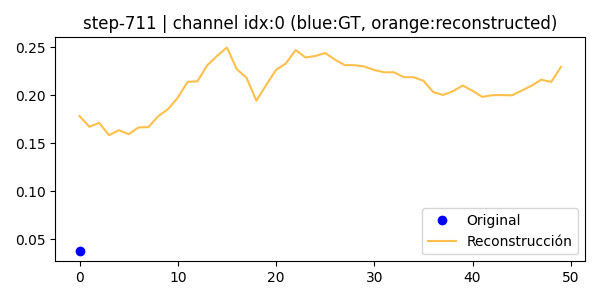 step-711 | channel idx:0 (blue:GT, orange:reconstructed)
0.25
0.20
0.15
0.10
0.05
0 10 20 30 40 50
Original
Reconstrucción